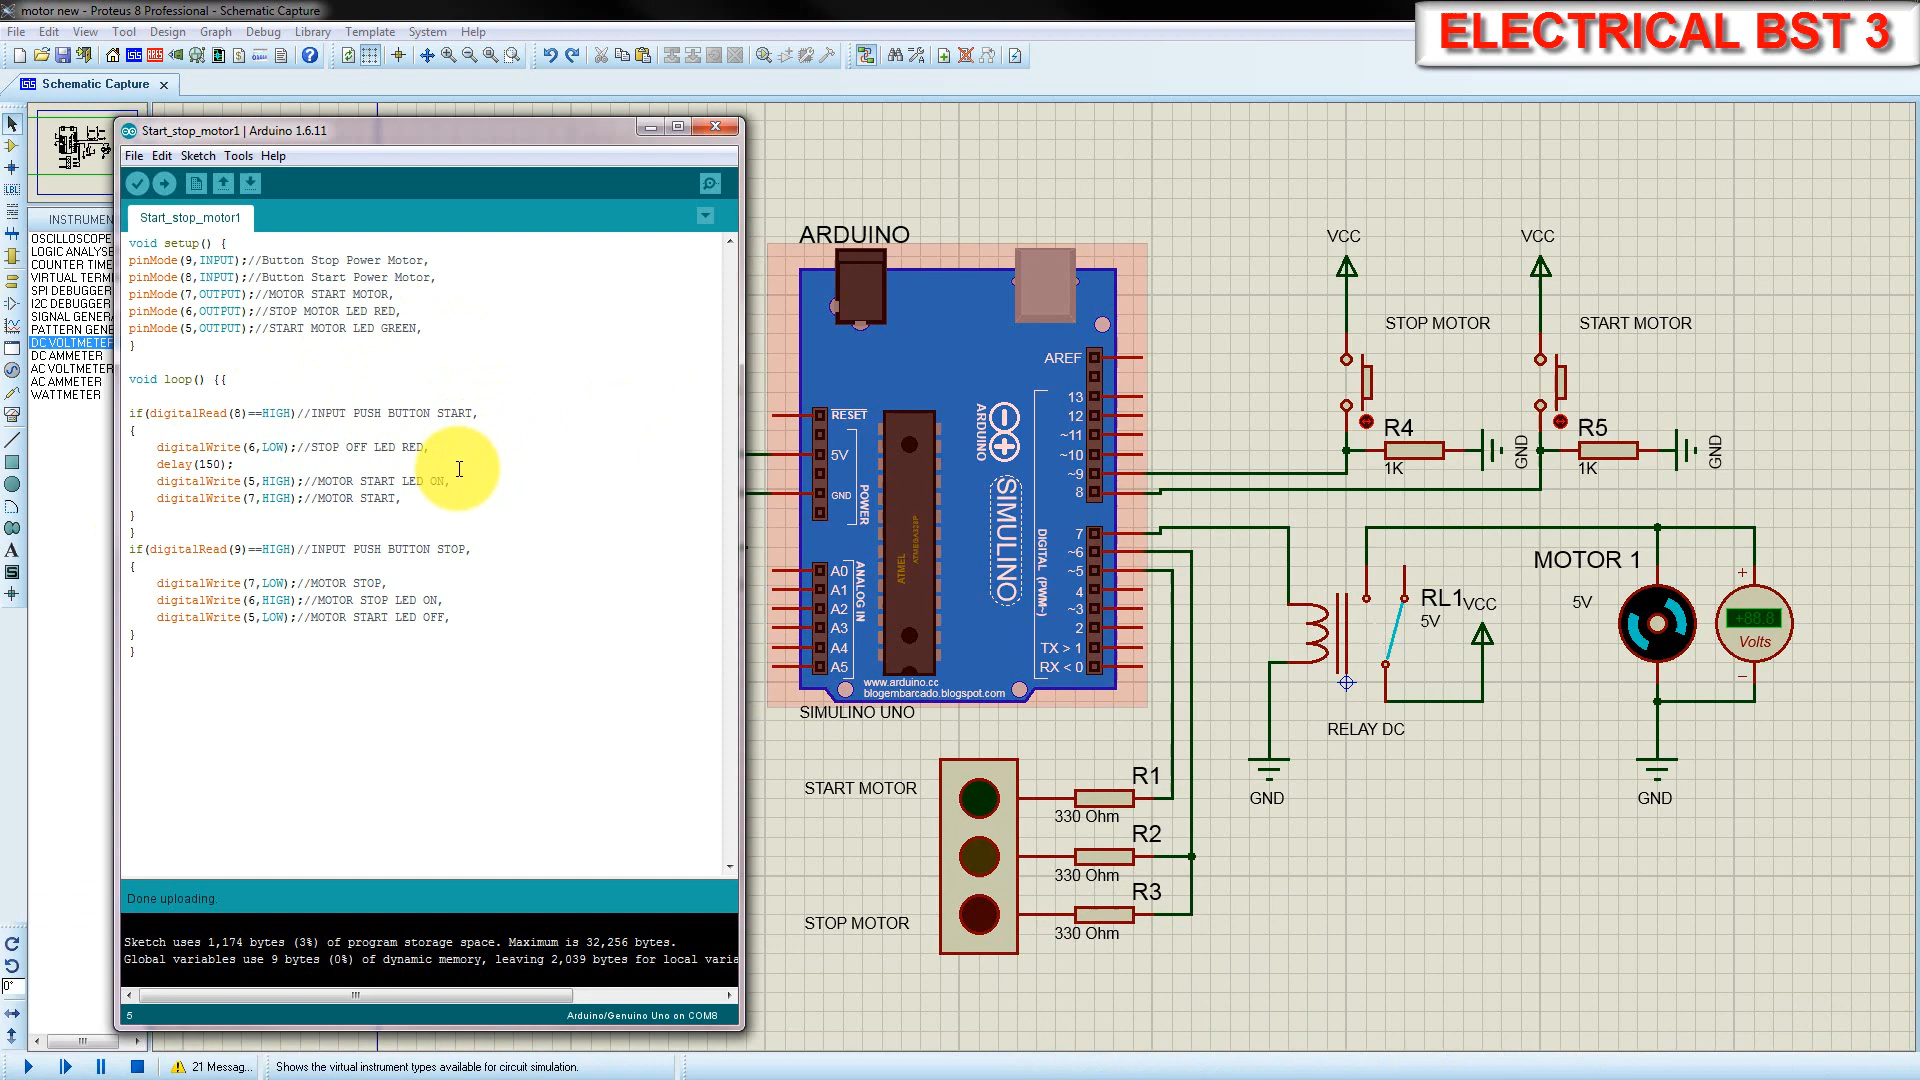 motor new - Proteus 8 Professional - Schematic Capture
ELECTRICAL BST 3
File Edit View Tool Design Graph Debug Library Template System Help
Schematic Capture
INSTRUMEN
OSCILLOSCOPE
LOGIC ANALYSE
COUNTER TIME
VIRTUAL TERM
SPI DEBUGGER
I2C DEBUGGER
SIGNAL GENER
PATTERN GENE
DC VOLTMETER
DC AMMETER
AC VOLTMETER
AC AMMETER
WATTMETER
Start_stop_motor1 | Arduino 1.6.11
File Edit Sketch Tools Help
Start_stop_motor1
void setup() {
pinMode(9,INPUT);//Button Stop Power Motor,
pinMode(8,INPUT);//Button Start Power Motor,
pinMode(7,OUTPUT);//MOTOR START MOTOR,
pinMode(6,OUTPUT);//STOP MOTOR LED RED,
pinMode(5,OUTPUT);//START MOTOR LED GREEN,
}
void loop() {{
if(digitalRead(8)==HIGH)//INPUT PUSH BUTTON START,
{
digitalWrite(6,LOW);//STOP OFF LED RED,
delay(150);
digitalWrite(5,HIGH);//MOTOR START LED ON,
digitalWrite(7,HIGH);//MOTOR START,
}
}
if(digitalRead(9)==HIGH)//INPUT PUSH BUTTON STOP,
{
digitalWrite(7,LOW);//MOTOR STOP,
digitalWrite(6,HIGH);//MOTOR STOP LED ON,
digitalWrite(5,LOW);//MOTOR START LED OFF,
}
}
Done uploading.
Sketch uses 1,174 bytes (3%) of program storage space. Maximum is 32,256 bytes.
Global variables use 9 bytes (0%) of dynamic memory, leaving 2,039 bytes for local varia
5
Arduino/Genuino Uno on COM8
ARDUINO
AREF
13
12
~11
~10
~9
8
7
~6
~5
4
~3
2
TX > 1
RX < 0
RESET
5V
GND
POWER
A0
A1
A2
A3
A4
A5
ANALOG IN
ATMEL
ATMEGA328P
ARDUINO
SIMULINO
DIGITAL (PWM~)
www.arduino.cc
blogembarcado.blogspot.com
SIMULINO UNO
VCC
VCC
STOP MOTOR
START MOTOR
R4
1K
GND
R5
1K
GND
MOTOR 1
5V
+88.8
Volts
+
−
RL1
5V
VCC
RELAY DC
GND
GND
START MOTOR
STOP MOTOR
R1
330 Ohm
R2
330 Ohm
R3
330 Ohm
0°
21 Messag...
Shows the virtual instrument types available for circuit simulation.